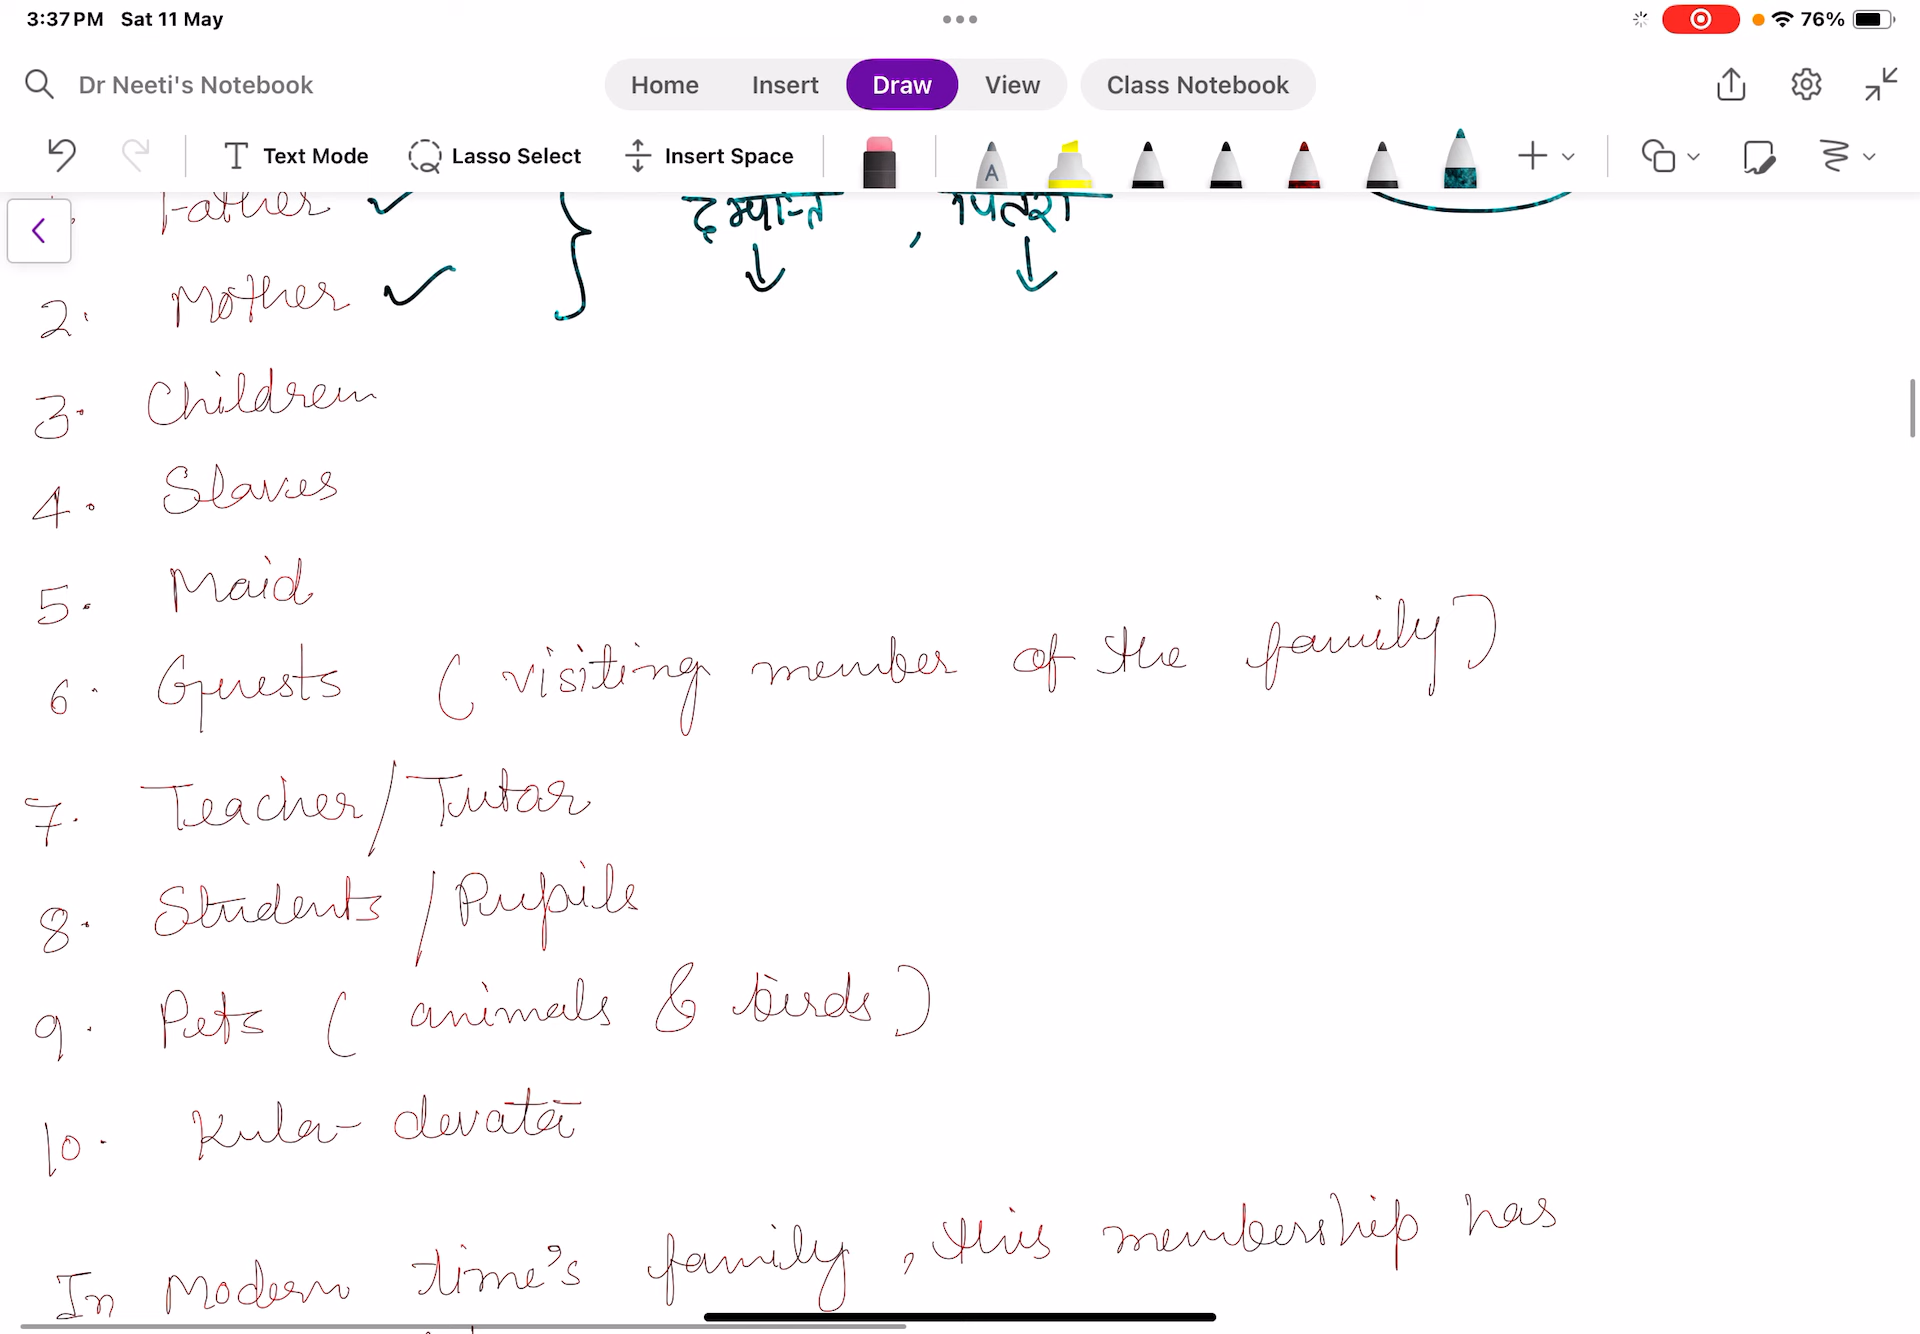 3:37 PM Sat 11 May 76%
Dr Neeti's Notebook Home Insert Draw View Class Notebook
Text Mode Lasso Select Insert Space
Father
2. Mother
3. Children
4. Slaves
5. Maid
6. Guests ( visiting member of the family )
7. Teacher / Tutor
8. Students / Pupils
9. Pets ( animals & birds )
10. Kula-devatā
In Modern time's family , this membership has